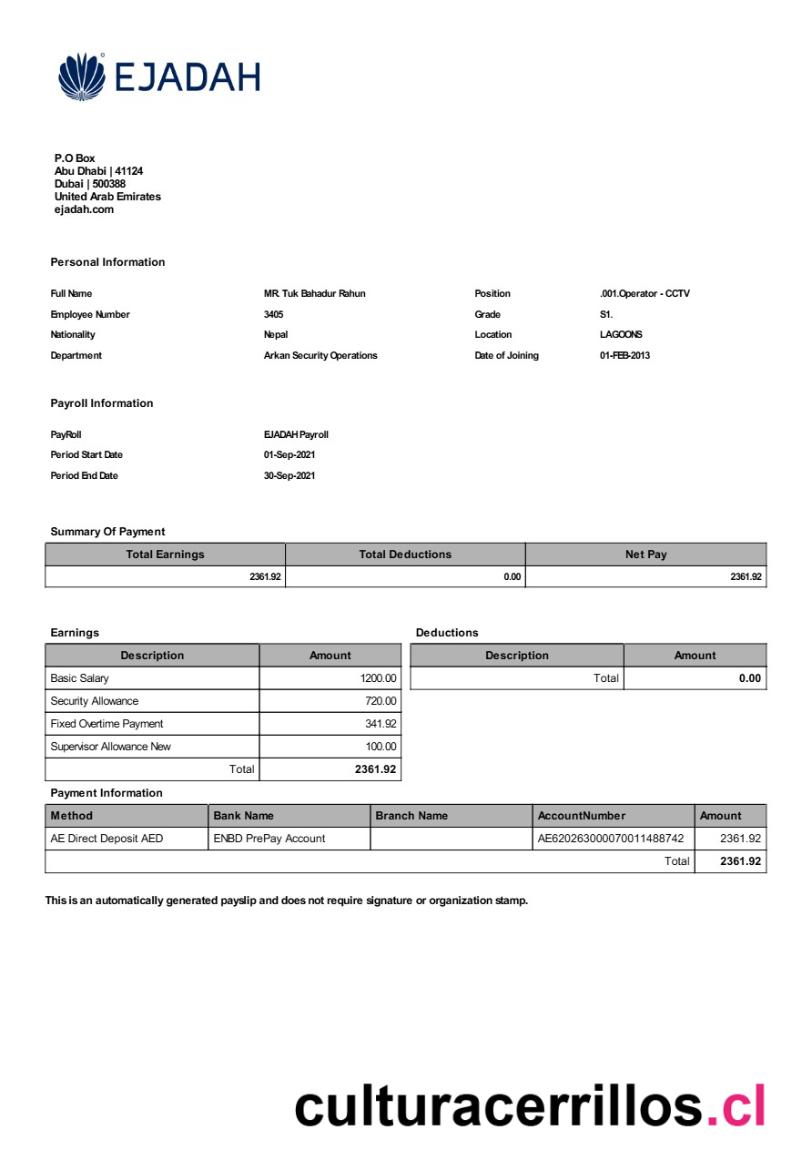 EJADAH
P.O Box
Abu Dhabi | 41124
Dubai | 500388
United Arab Emirates
ejadah.com
Personal Information
Full Name MR. Tuk Bahadur Rahun Position .001.Operator - CCTV
Employee Number 3405 Grade S1.
Nationality Nepal Location LAGOONS
Department Arkan Security Operations Date of Joining 01-FEB-2013
Payroll Information
PayRoll EJADAH Payroll
Period Start Date 01-Sep-2021
Period End Date 30-Sep-2021
Summary Of Payment
Total Earnings Total Deductions Net Pay
2361.92 0.00 2361.92
Earnings Deductions
Description Amount Description Amount
Basic Salary 1200.00 Total 0.00
Security Allowance 720.00
Fixed Overtime Payment 341.92
Supervisor Allowance New 100.00
Total 2361.92
Payment Information
Method Bank Name Branch Name AccountNumber Amount
AE Direct Deposit AED ENBD PrePay Account AE620263000070011488742 2361.92
Total 2361.92
This is an automatically generated payslip and does not require signature or organization stamp.
culturacerrillos.cl